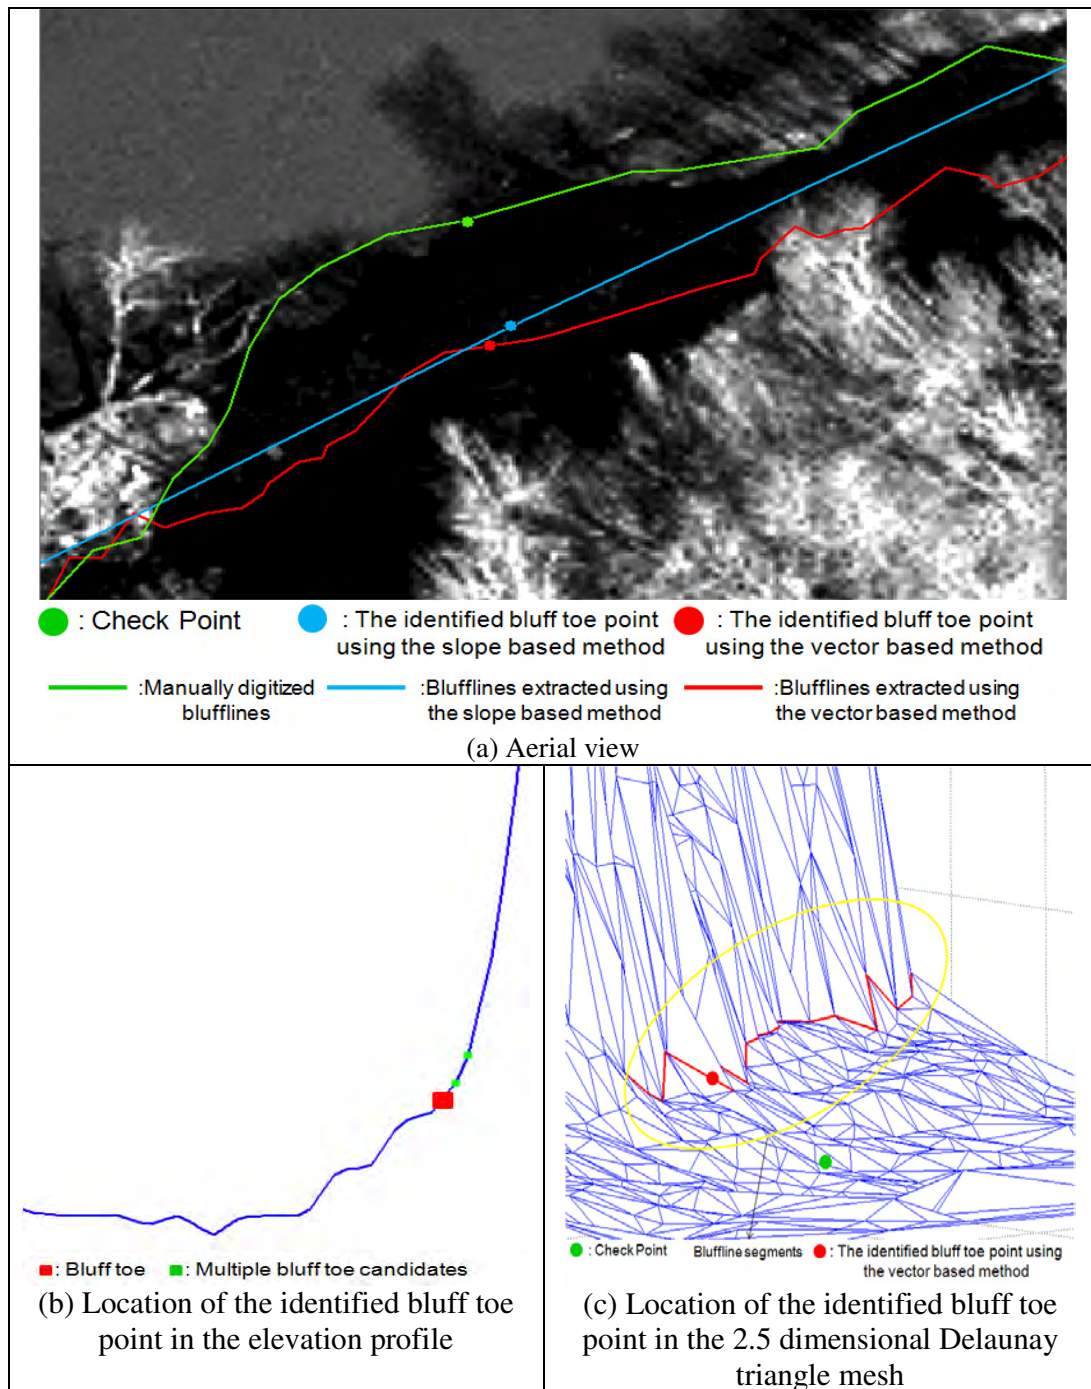 : Check Point
: The identified bluff toe point
using the slope based method
: The identified bluff toe point
using the vector based method
:Manually digitized
blufflines
:Blufflines extracted using
the slope based method
:Blufflines extracted using
the vector based method
(a) Aerial view
: Bluff toe
: Multiple bluff toe candidates
(b) Location of the identified bluff toe
point in the elevation profile
: Check Point
Bluffline segments
: The identified bluff toe point using
the vector based method
(c) Location of the identified bluff toe
point in the 2.5 dimensional Delaunay
triangle mesh